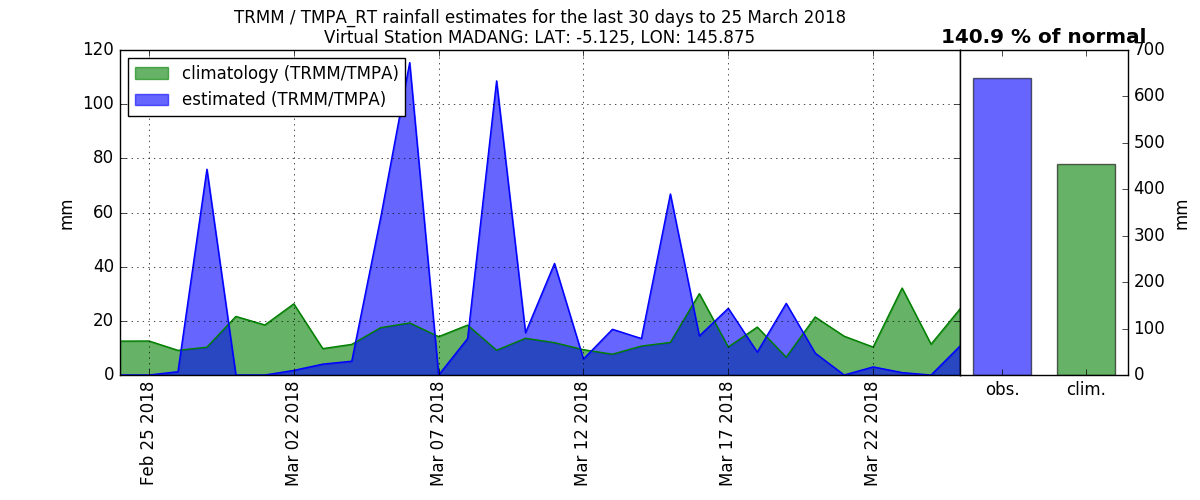 TRMM / TMPA_RT rainfall estimates for the last 30 days to 25 March 2018
Virtual Station MADANG: LAT: -5.125, LON: 145.875
140.9 % of normal
climatology (TRMM/TMPA)
estimated (TRMM/TMPA)
mm
120
100
80
60
40
20
0
Feb 25 2018
Mar 02 2018
Mar 07 2018
Mar 12 2018
Mar 17 2018
Mar 22 2018
700
600
500
400
300
200
100
0
mm
obs.
clim.